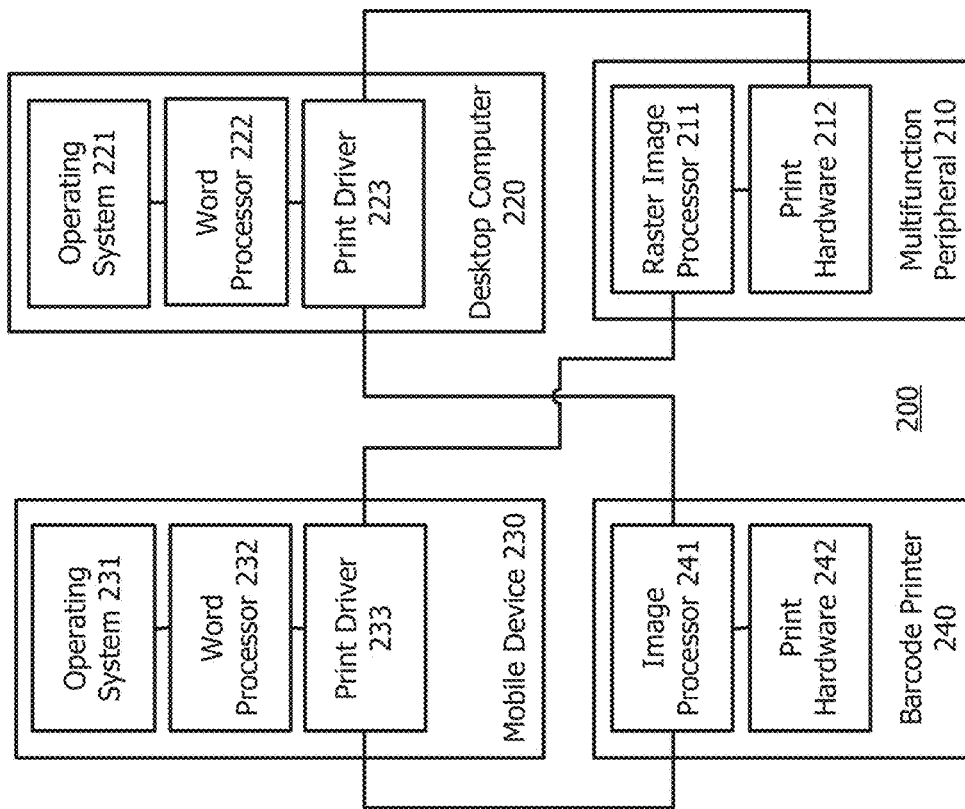 Operating
System 231
Word
Processor 232
Print Driver
233
Mobile Device 230
Operating
System 221
Word
Processor 222
Print Driver
223
Desktop Computer
220
Image
Processor 241
Print
Hardware 242
Barcode Printer
240
200
Raster Image
Processor 211
Print
Hardware 212
Multifunction
Peripheral 210